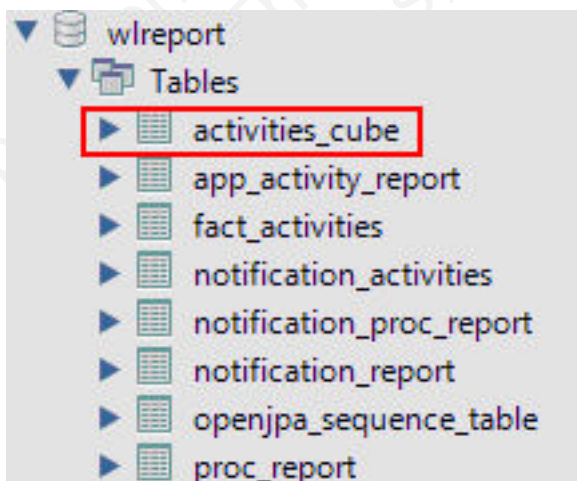 wlreport
Tables
activities_cube
app_activity_report
fact_activities
notification_activities
notification_proc_report
notification_report
openjpa_sequence_table
proc_report